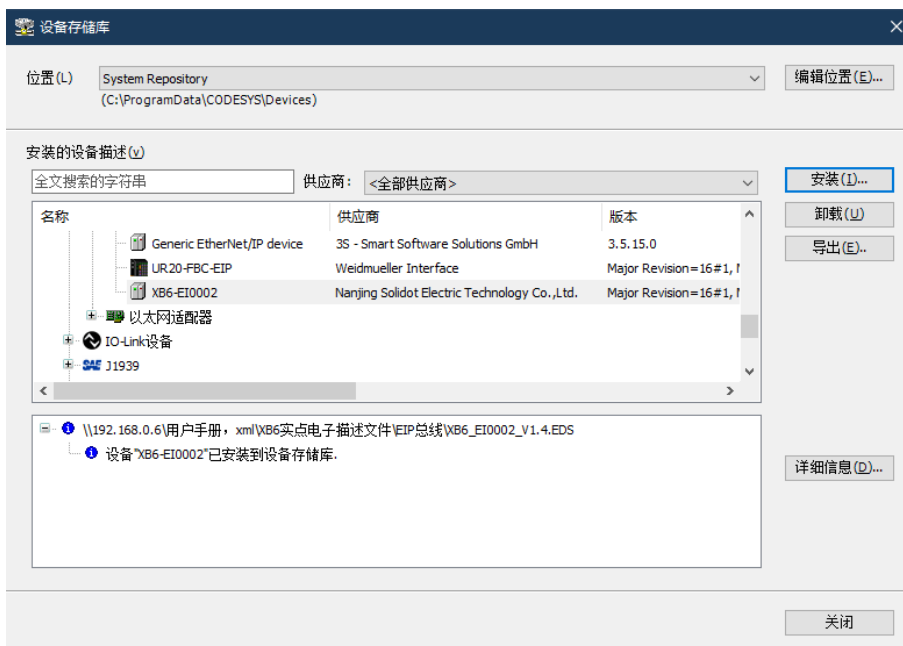 设备存储库
位置(L) System Repository 编辑位置(E)...
(C:\ProgramData\CODESYS\Devices)
安装的设备描述(v)
全文搜索的字符串 供应商: <全部供应商> 安装(I)...
名称 供应商 版本 卸载(U)
Generic EtherNet/IP device 3S - Smart Software Solutions GmbH 3.5.15.0 导出(E)..
UR20-FBC-EIP Weidmueller Interface Major Revision=16#1,
XB6-EI0002 Nanjing Solidot Electric Technology Co.,Ltd. Major Revision=16#1,
以太网适配器
IO-Link设备
SAE J1939
\\192.168.0.6\用户手册，xml\XB6实点电子描述文件\EIP总线\XB6_EI0002_V1.4.EDS
设备"XB6-EI0002"已安装到设备存储库.
详细信息(D)...
关闭